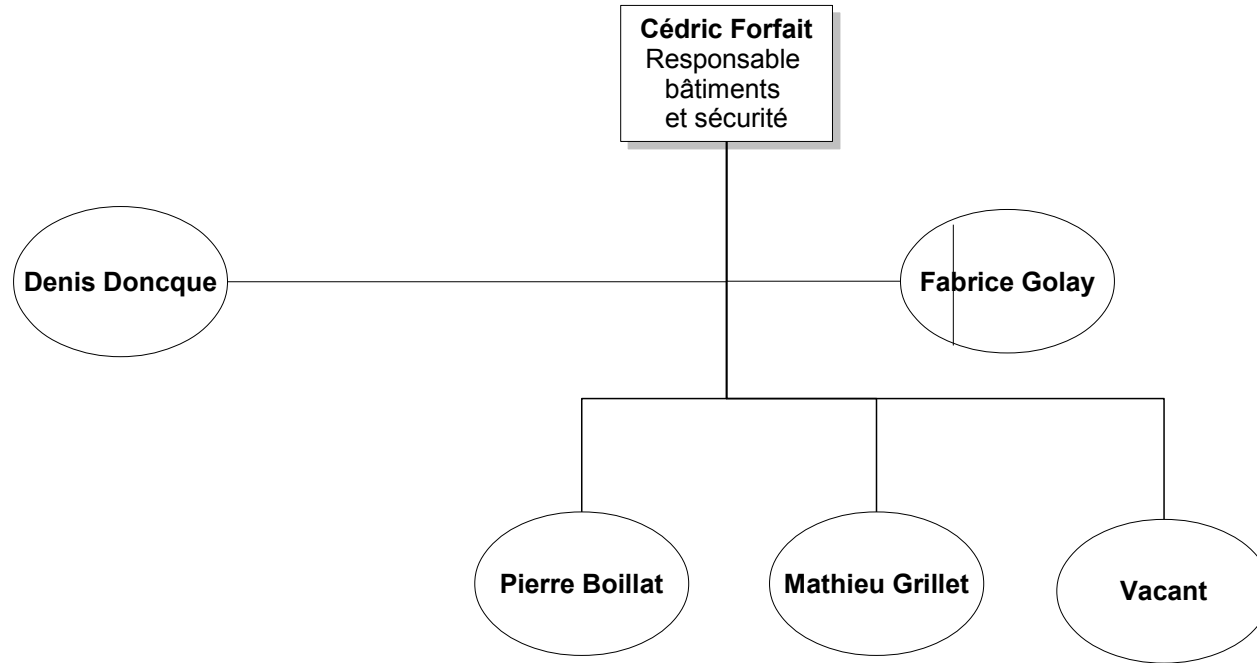 Cédric Forfait
Responsable
bâtiments
et sécurité
Denis Doncque
Fabrice Golay
Pierre Boillat
Mathieu Grillet
Vacant